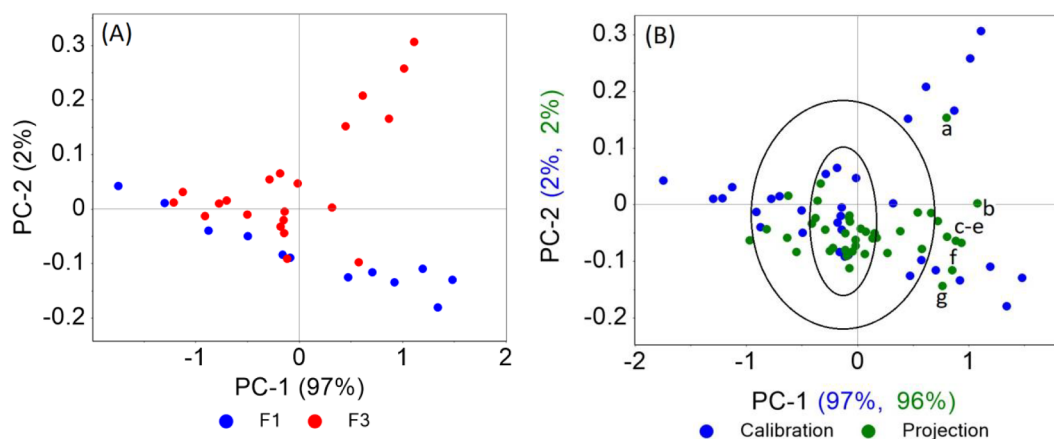 (A)
0.3
0.2
0.1
0
-0.1
-0.2
PC-2 (2%)
-1 0 1 2
PC-1 (97%)
F1 F3
(B)
0.3
0.2
0.1
0
-0.1
-0.2
PC-2 (2%, 2%)
a
b
c-e
f
g
-2 -1 0 1
PC-1 (97%, 96%)
Calibration Projection